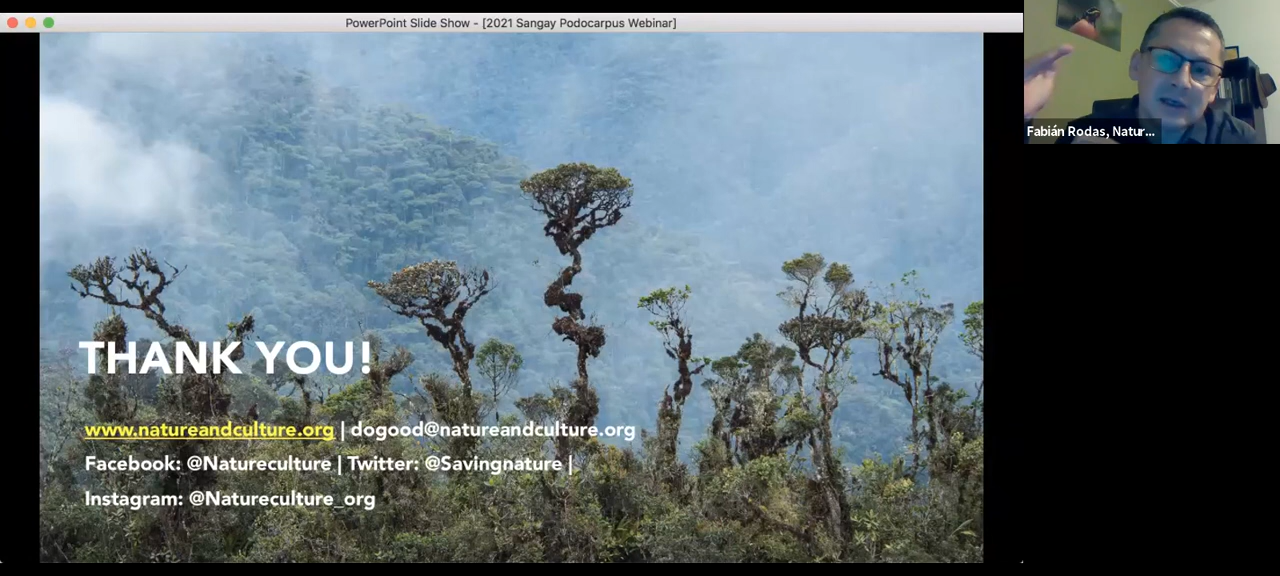 PowerPoint Slide Show - [2021 Sangay Podocarpus Webinar]
Fabián Rodas, Natur...
THANK YOU!
www.natureandculture.org | dogood@natureandculture.org
Facebook: @Natureculture | Twitter: @Savingnature |
Instagram: @Natureculture_org